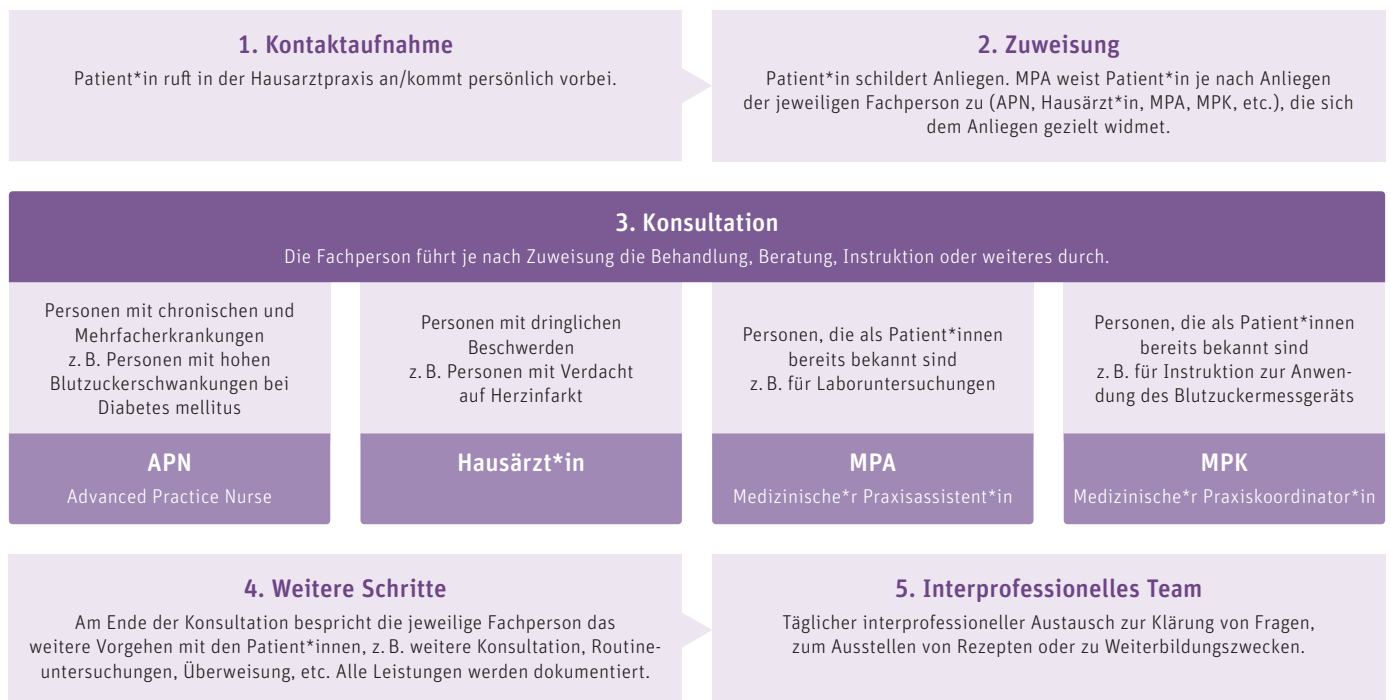 1. Kontaktaufnahme
Patient*in ruft in der Hausarztpraxis an/kommt persönlich vorbei.
2. Zuweisung
Patient*in schildert Anliegen. MPA weist Patient*in je nach Anliegen
der jeweiligen Fachperson zu (APN, Hausärzt*in, MPA, MPK, etc.), die sich
dem Anliegen gezielt widmet.
3. Konsultation
Die Fachperson führt je nach Zuweisung die Behandlung, Beratung, Instruktion oder weiteres durch.
Personen mit chronischen und
Mehrfacherkrankungen
z. B. Personen mit hohen
Blutzuckerschwankungen bei
Diabetes mellitus
APN
Advanced Practice Nurse
Personen mit dringlichen
Beschwerden
z. B. Personen mit Verdacht
auf Herzinfarkt
Hausärzt*in
Personen, die als Patient*innen
bereits bekannt sind
z. B. für Laboruntersuchungen
MPA
Medizinische*r Praxisassistent*in
Personen, die als Patient*innen
bereits bekannt sind
z. B. für Instruktion zur Anwen-
dung des Blutzuckermessgeräts
MPK
Medizinische*r Praxiskoordinator*in
4. Weitere Schritte
Am Ende der Konsultation bespricht die jeweilige Fachperson das
weitere Vorgehen mit den Patient*innen, z. B. weitere Konsultation, Routine-
untersuchungen, Überweisung, etc. Alle Leistungen werden dokumentiert.
5. Interprofessionelles Team
Täglicher interprofessioneller Austausch zur Klärung von Fragen,
zum Ausstellen von Rezepten oder zu Weiterbildungszwecken.